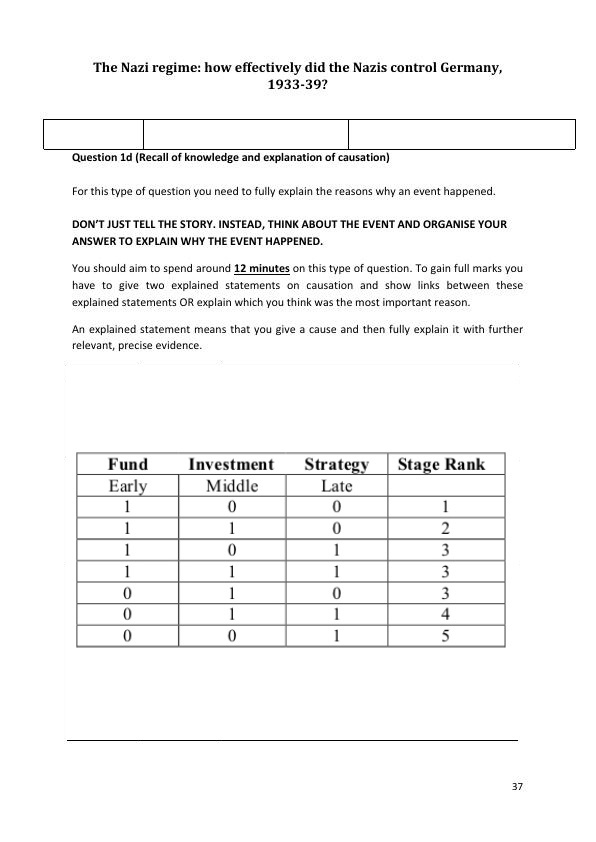 The Nazi regime: how effectively did the Nazis control Germany,
1933-39?
Question 1d (Recall of knowledge and explanation of causation)
For this type of question you need to fully explain the reasons why an event happened.
DON’T JUST TELL THE STORY. INSTEAD, THINK ABOUT THE EVENT AND ORGANISE YOUR
ANSWER TO EXPLAIN WHY THE EVENT HAPPENED.
You should aim to spend around 12 minutes on this type of question. To gain full marks you
have to give two explained statements on causation and show links between these
explained statements OR explain which you think was the most important reason.
An explained statement means that you give a cause and then fully explain it with further
relevant, precise evidence.
Fund Investment Strategy Stage Rank
Early Middle Late
1 0 0 1
1 1 0 2
1 0 1 3
1 1 1 3
0 1 0 3
0 1 1 4
0 0 1 5
37